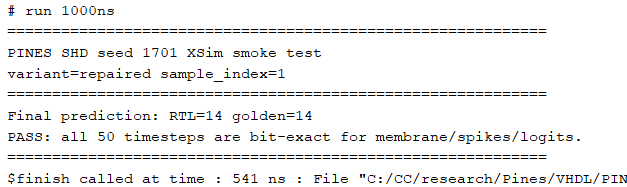 # run 1000ns
============================================================
PINES SHD seed 1701 XSim smoke test
variant=repaired sample_index=1
============================================================
Final prediction: RTL=14 golden=14
PASS: all 50 timesteps are bit-exact for membrane/spikes/logits.
============================================================
$finish called at time : 541 ns : File "C:/CC/research/Pines/VHDL/PIN